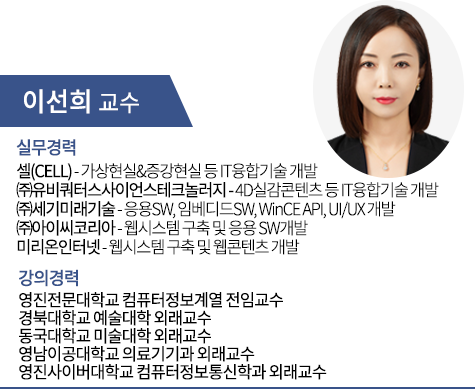 이선희 교수
실무경력
셀(CELL) - 가상현실&증강현실 등 IT융합기술 개발
㈜유비쿼터스사이언스테크놀러지 - 4D실감콘텐츠 등 IT융합기술 개발
㈜세기미래기술 - 응용SW, 임베디드SW, WinCE API, UI/UX 개발
㈜아이씨코리아 - 웹시스템 구축 및 응용 SW개발
미리온인터넷 - 웹시스템 구축 및 웹콘텐츠 개발
강의경력
영진전문대학교 컴퓨터정보계열 전임교수
경북대학교 예술대학 외래교수
동국대학교 미술대학 외래교수
영남이공대학교 의료기기과 외래교수
영진사이버대학교 컴퓨터정보통신학과 외래교수